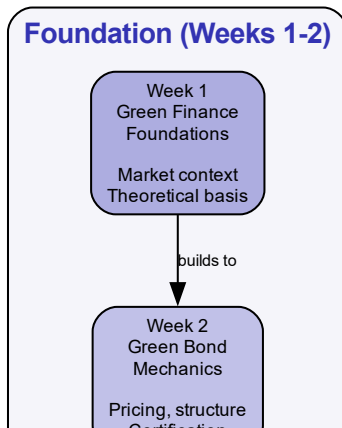 Foundation (Weeks 1-2)
Week 1
Green Finance
Foundations
Market context
Theoretical basis
builds to
Week 2
Green Bond
Mechanics
Pricing, structure
Certification